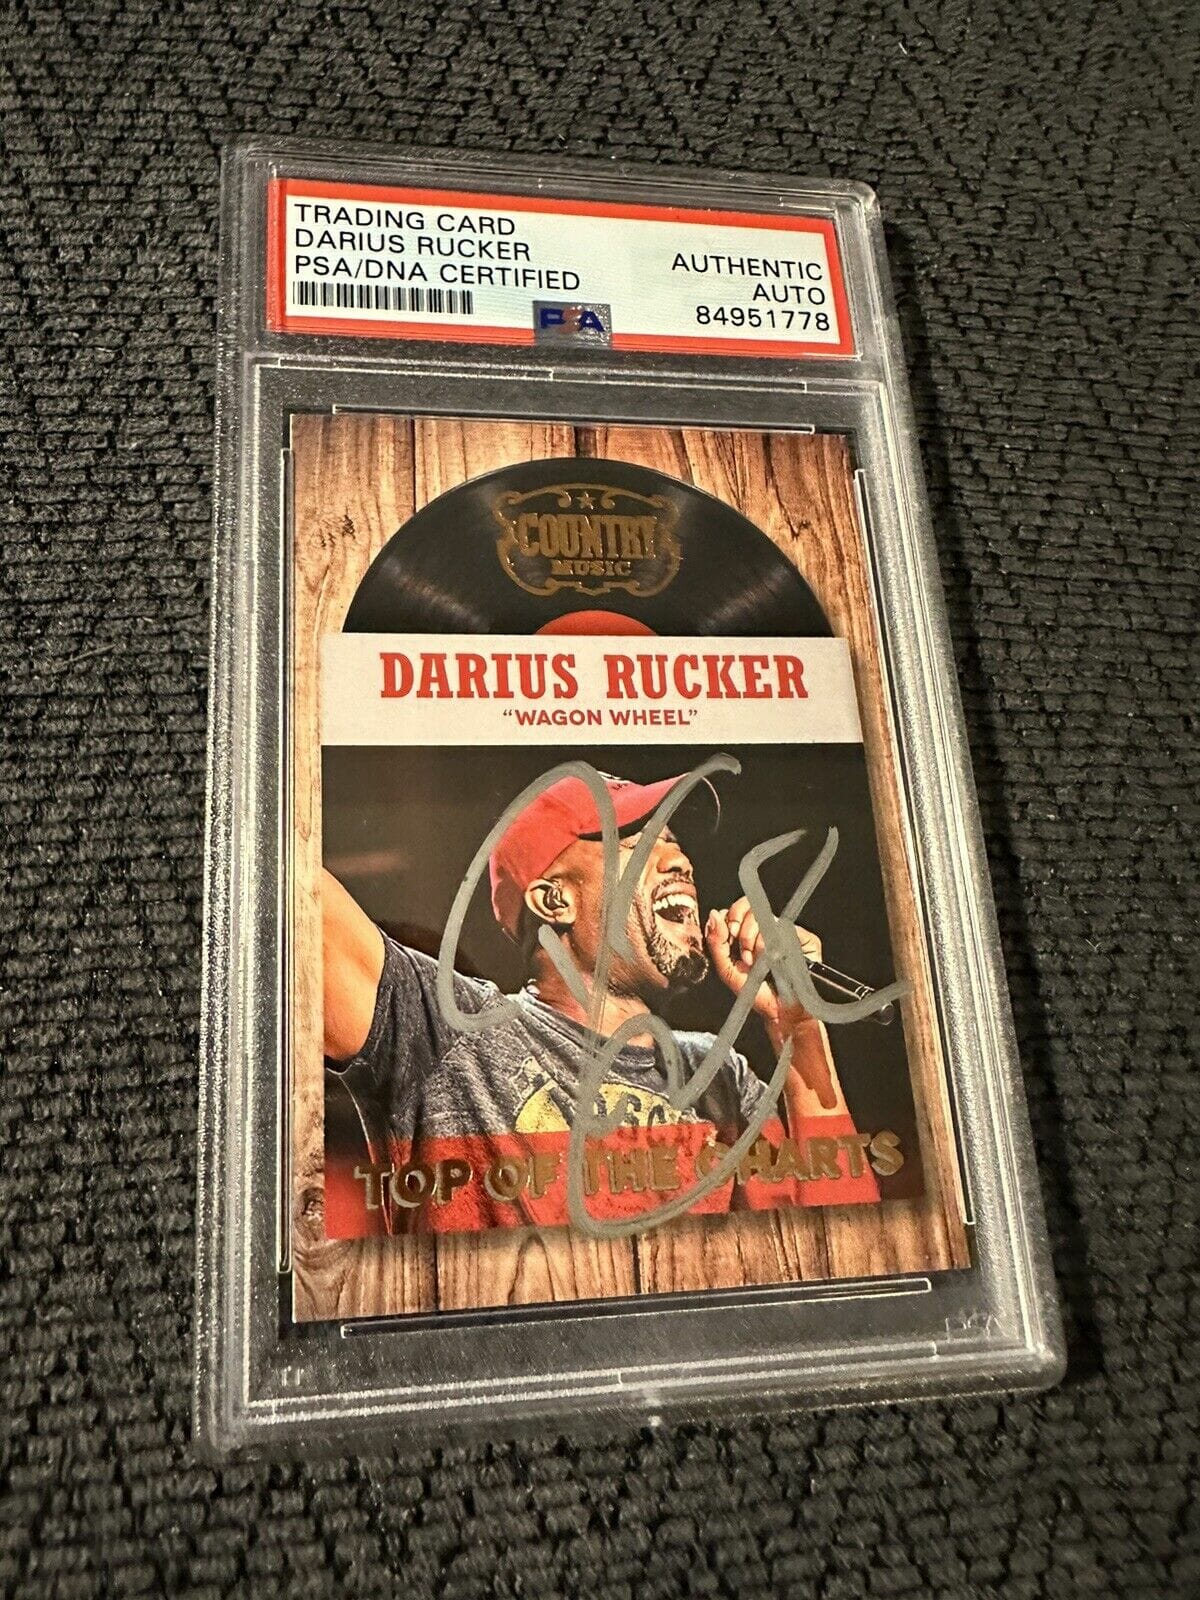 TRADING CARD
DARIUS RUCKER
PSA/DNA CERTIFIED
AUTHENTIC
AUTO
84951778
PSA
COUNTRY
MUSIC
DARIUS RUCKER
“WAGON WHEEL”
TOP OF THE CHARTS